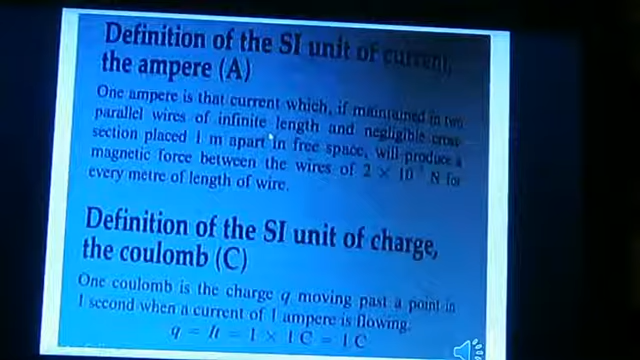 Definition of the SI unit of current,
the ampere (A)
One ampere is that current which, if maintained in two
parallel wires of infinite length and negligible cross
section placed 1 m apart in free space, will produce a
magnetic force between the wires of 2 × 10 N for
every metre of length of wire.
Definition of the SI unit of charge,
the coulomb (C)
One coulomb is the charge q moving past a point in
1 second when a current of 1 ampere is flowing.
q = It = 1 × 1 C = 1 C